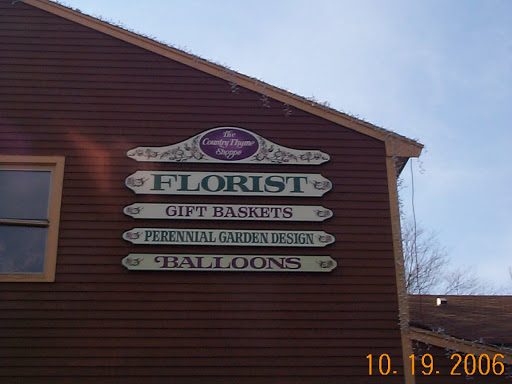 The
Country Thyme
Shoppe
FLORIST
GIFT BASKETS
PERENNIAL GARDEN DESIGN
BALLOONS
10. 19. 2006